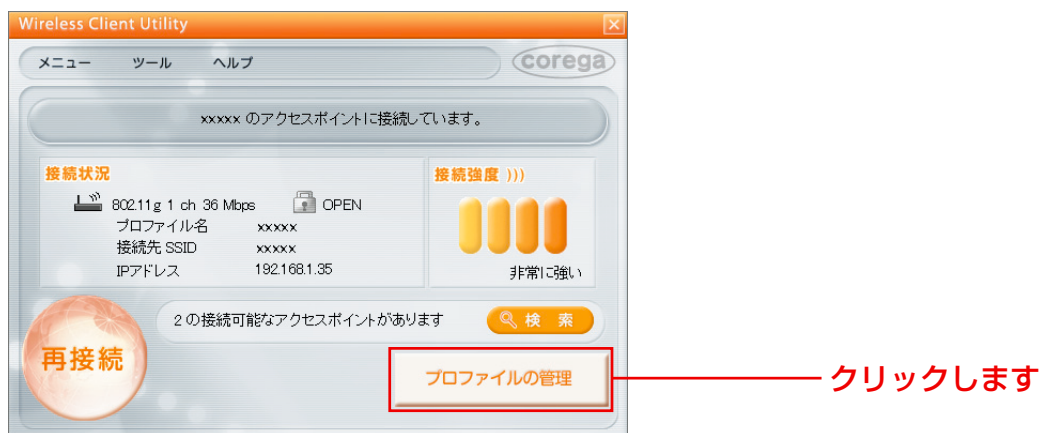 Wireless Client Utility
メニュー ツール ヘルプ corega
xxxxx のアクセスポイントに接続しています。
接続状況
802.11g 1 ch 36 Mbps OPEN
プロファイル名 xxxxx
接続先 SSID xxxxx
IPアドレス 192.168.1.35
接続強度 )))
非常に強い
2 の接続可能なアクセスポイントがあります 検 索
再接続
プロファイルの管理 クリックします